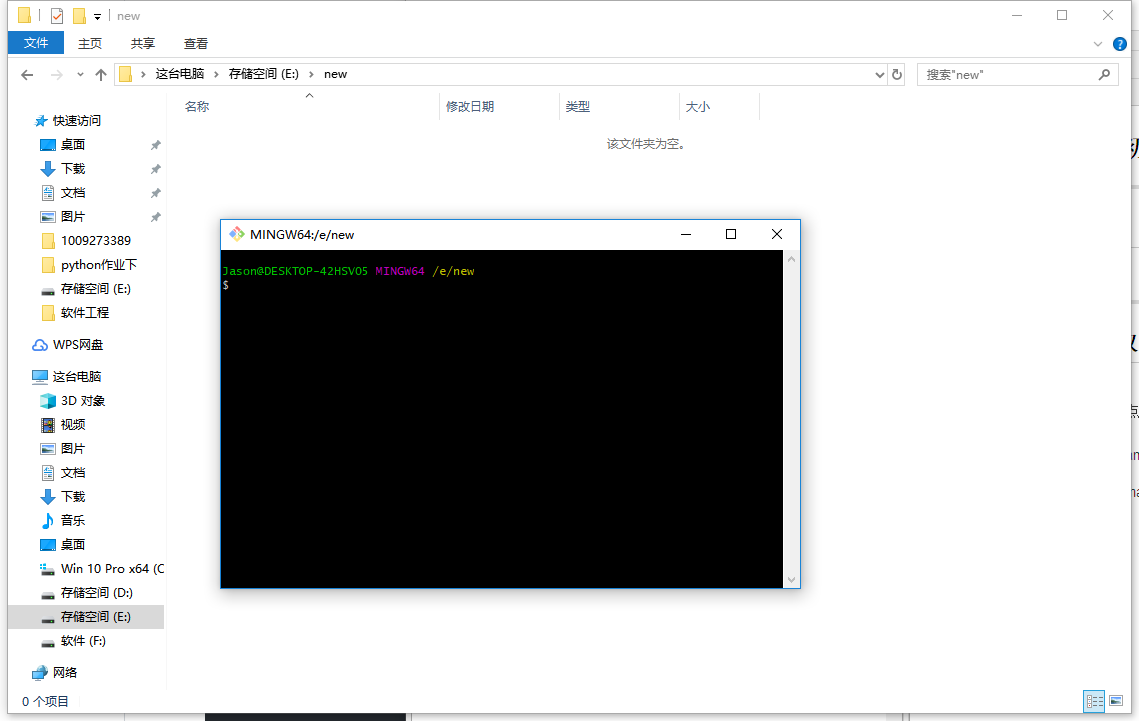 new
文件 主页 共享 查看
这台电脑 存储空间 (E:) new
搜索"new"
名称 修改日期 类型 大小
该文件夹为空。
快速访问
桌面
下载
文档
图片
1009273389
python作业下
存储空间 (E:)
软件工程
WPS网盘
这台电脑
3D 对象
视频
图片
文档
下载
音乐
桌面
Win 10 Pro x64 (C
存储空间 (D:)
存储空间 (E:)
软件 (F:)
网络
0 个项目
MINGW64:/e/new
Jason@DESKTOP-42HSVO5 MINGW64 /e/new
$